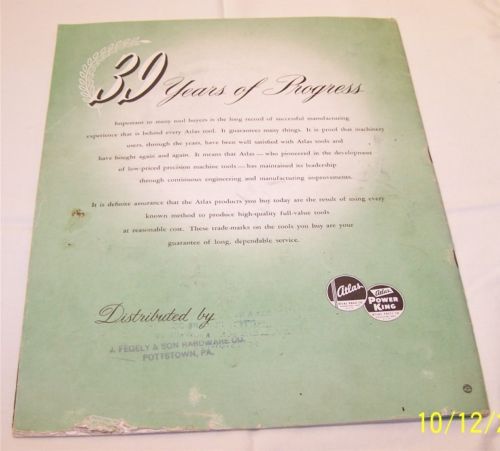 39 Years of Progress
Important to many tool buyers is the long record of successful manufacturing
experience that is behind every Atlas tool. It guarantees many things. It is proof that machinery
users, through the years, have been well satisfied with Atlas tools and
have bought again and again. It means that Atlas — who pioneered in the development
of low-priced precision machine tools — has maintained its leadership
through continuous engineering and manufacturing improvements.
It is definite assurance that the Atlas products you buy today are the result of using every
known method to produce high-quality full-value tools
at reasonable cost. These trade-marks on the tools you buy are your
guarantee of long, dependable service.
Atlas
Atlas
POWER
KING
Distributed by
J. FEGELY & SON HARDWARE CO.
POTTSTOWN, PA.
10/12/2